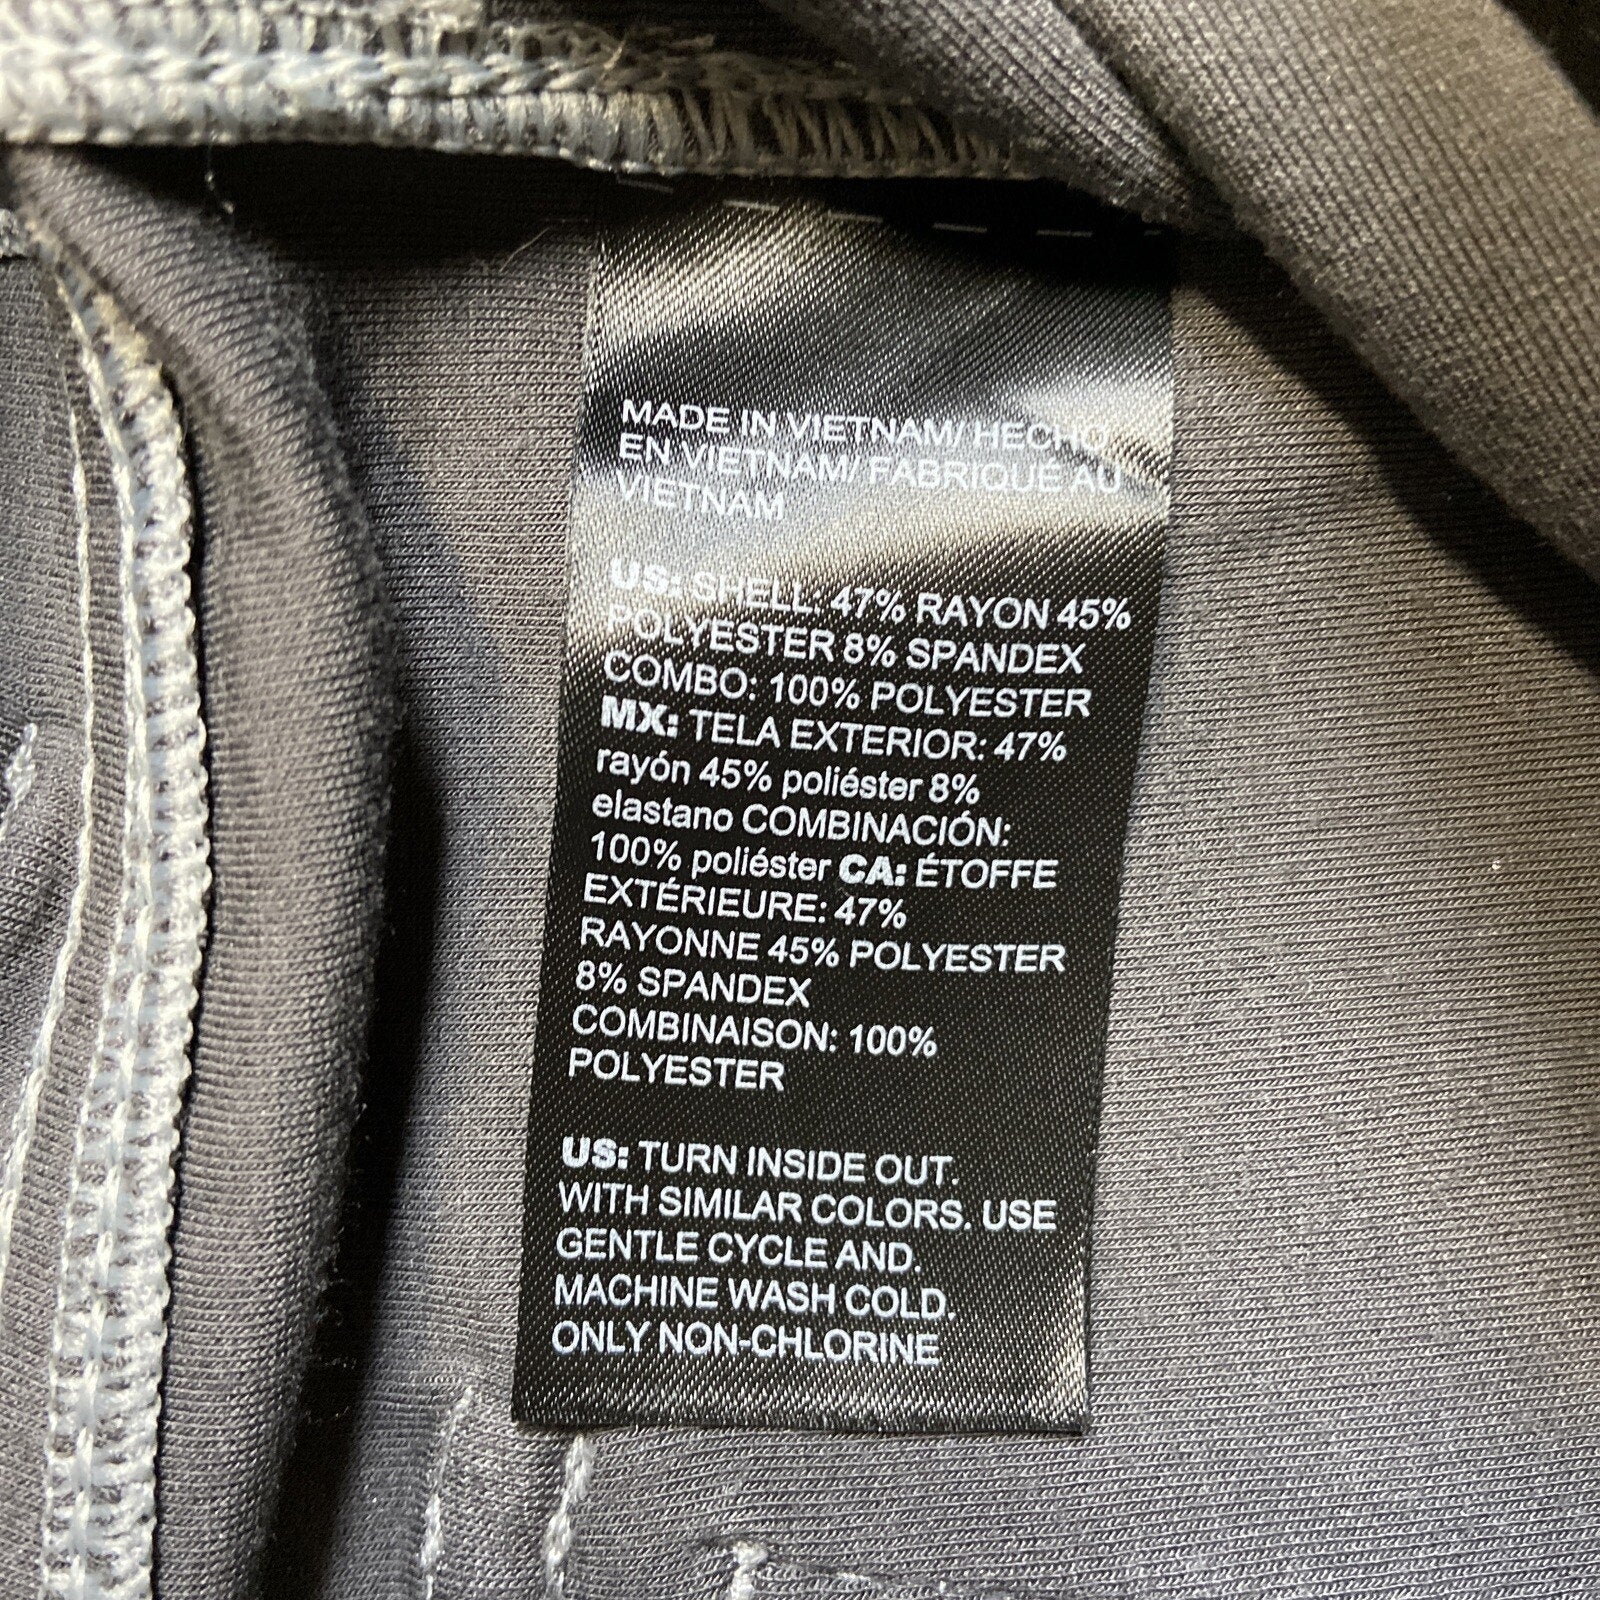 MADE IN VIETNAM/ HECHO
EN VIETNAM/ FABRIQUÉ AU
VIETNAM
US: SHELL: 47% RAYON 45%
POLYESTER 8% SPANDEX
COMBO: 100% POLYESTER
MX: TELA EXTERIOR: 47%
rayón 45% poliéster 8%
elastano COMBINACIÓN:
100% poliéster CA: ÉTOFFE
EXTÉRIEURE: 47%
RAYONNE 45% POLYESTER
8% SPANDEX
COMBINAISON: 100%
POLYESTER
US: TURN INSIDE OUT.
WITH SIMILAR COLORS. USE
GENTLE CYCLE AND.
MACHINE WASH COLD.
ONLY NON-CHLORINE